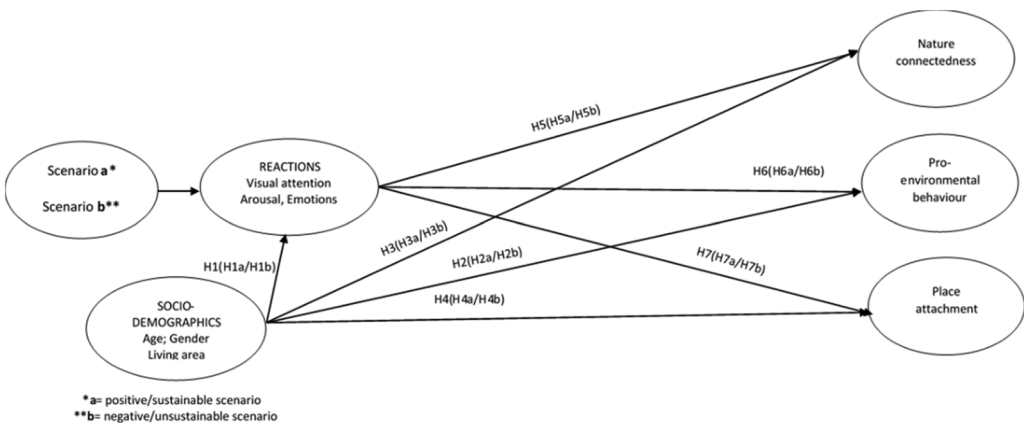 Nature
connectedness
H5(H5a/H5b)
Scenario a*
Scenario b**
REACTIONS
Visual attention
Arousal, Emotions
H6(H6a/H6b)
Pro-
environmental
behaviour
H3(H3a/H3b)
H1(H1a/H1b)
H2(H2a/H2b)
H7(H7a/H7b)
H4(H4a/H4b)
SOCIO-
DEMOGRAPHICS
Age; Gender
Living area
Place
attachment
*a= positive/sustainable scenario
**b= negative/unsustainable scenario